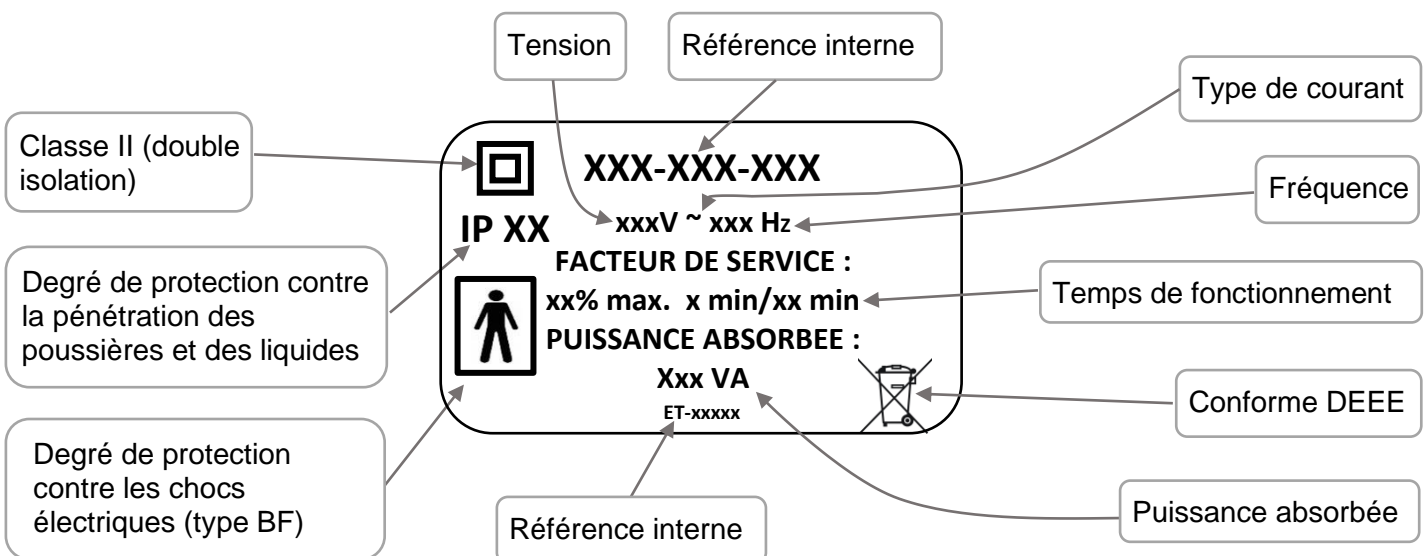 Tension
Référence interne
Type de courant
Classe II (double
isolation)
XXX-XXX-XXX
Fréquence
IP XX
xxxV ~ xxx Hz
FACTEUR DE SERVICE :
Degré de protection contre
la pénétration des
poussières et des liquides
xx% max. x min/xx min
Temps de fonctionnement
PUISSANCE ABSORBEE :
Xxx VA
ET-xxxxx
Conforme DEEE
Degré de protection
contre les chocs
électriques (type BF)
Référence interne
Puissance absorbée